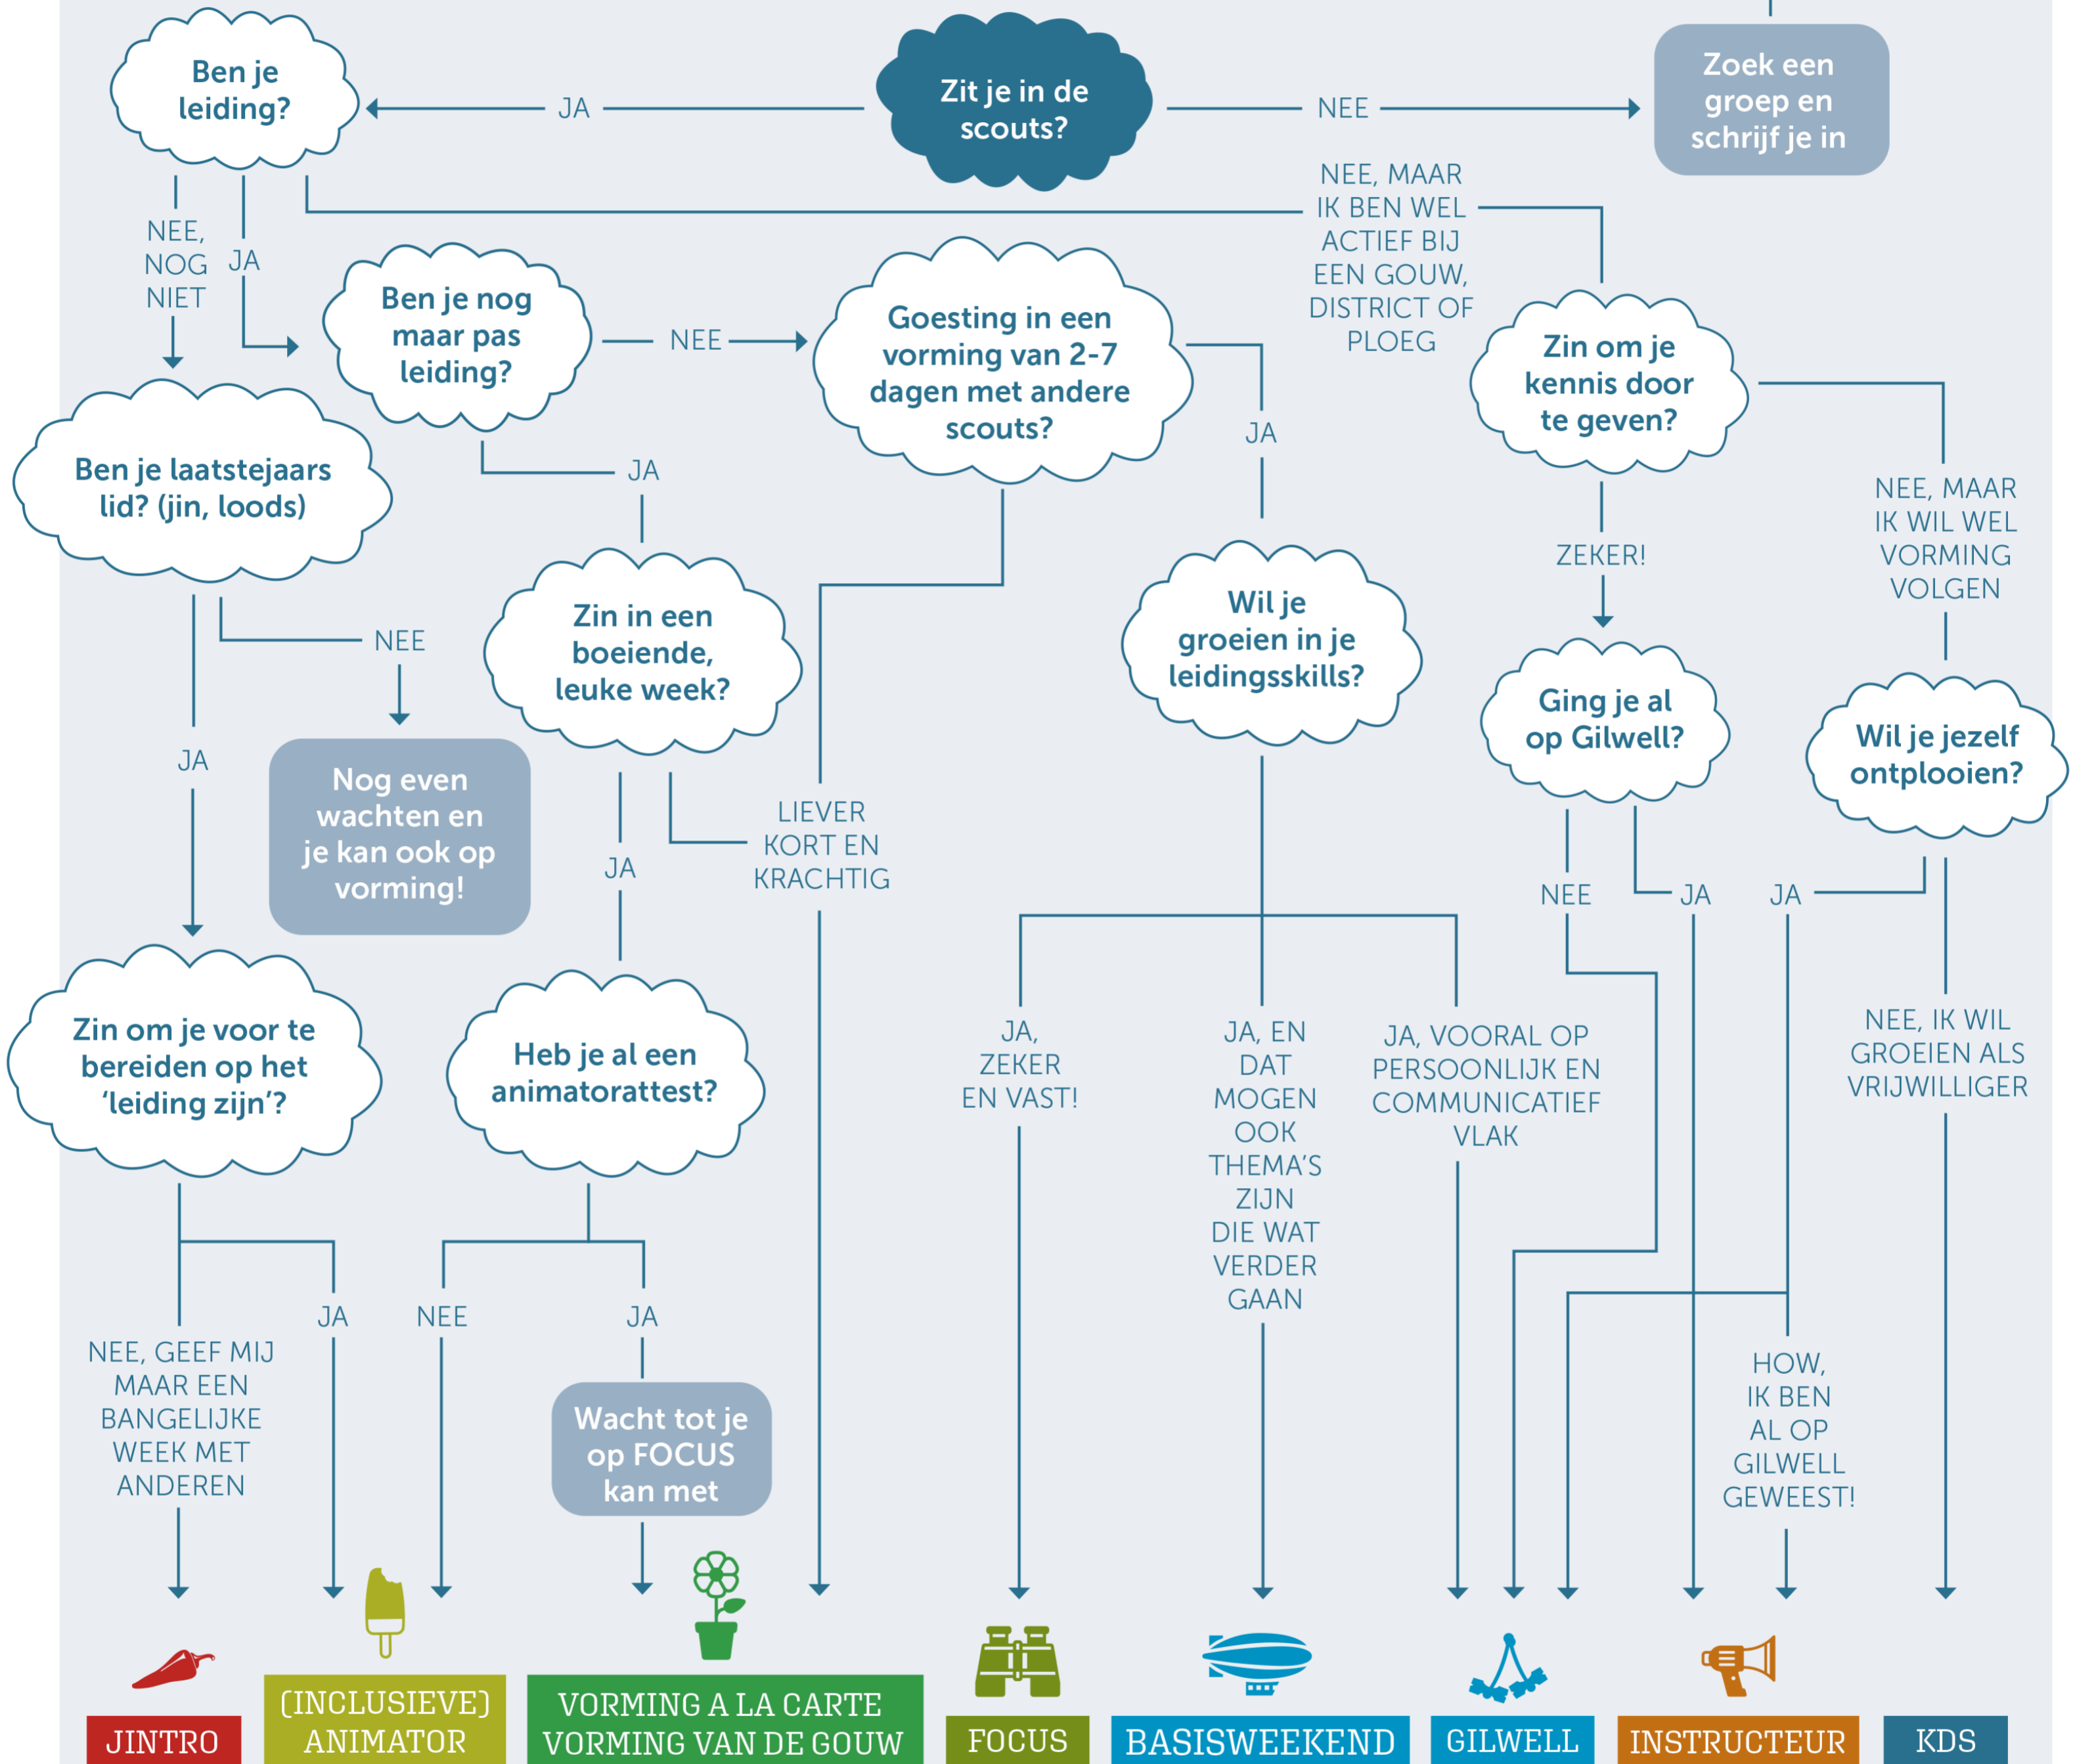 Ben je
leiding?
JA
Zit je in de
scouts?
NEE
Zoek een
groep en
schrijf je in
NEE,
NOG
NIET
JA
NEE, MAAR
IK BEN WEL
ACTIEF BIJ
EEN GOUW,
DISTRICT OF
PLOEG
Ben je nog
maar pas
leiding?
NEE
Goesting in een
vorming van 2-7
dagen met andere
scouts?
JA
Zin om je
kennis door
te geven?
Ben je laatstejaars
lid? (jin, loods)
JA
NEE, MAAR
IK WIL WEL
VORMING
VOLGEN
ZEKER!
NEE
Zin in een
boeiende,
leuke week?
Wil je
groeien in je
leidingsskills?
Ging je al
op Gilwell?
Wil je jezelf
ontplooien?
JA
Nog even
wachten en
je kan ook op
vorming!
JA
LIEVER
KORT EN
KRACHTIG
NEE
JA
JA
Zin om je voor te
bereiden op het
‘leiding zijn’?
Heb je al een
animatorattest?
JA,
ZEKER
EN VAST!
JA, EN
DAT
MOGEN
OOK
THEMA’S
ZIJN
DIE WAT
VERDER
GAAN
JA, VOORAL OP
PERSOONLIJK EN
COMMUNICATIEF
VLAK
NEE, IK WIL
GROEIEN ALS
VRIJWILLIGER
NEE, GEEF MIJ
MAAR EEN
BANGELIJKE
WEEK MET
ANDEREN
JA
NEE
JA
Wacht tot je
op FOCUS
kan met
HOW,
IK BEN
AL OP
GILWELL
GEWEEST!
JINTRO
(INCLUSIEVE)
ANIMATOR
VORMING A LA CARTE
VORMING VAN DE GOUW
FOCUS
BASISWEEKEND
GILWELL
INSTRUCTEUR
KDS